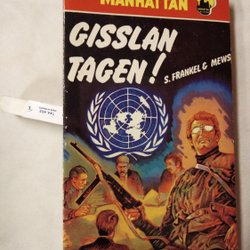 MANHATTAN
GISSLAN
TAGEN!
S. FRANKEL & MEWS